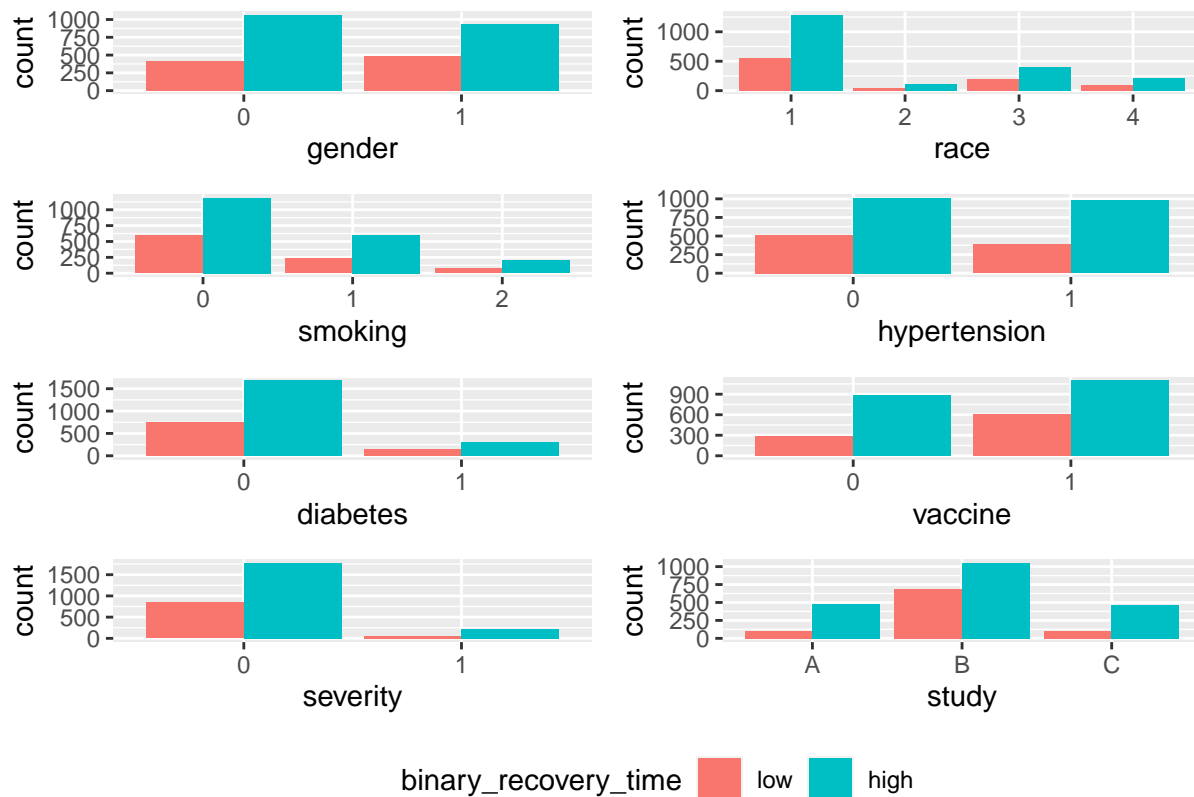 count
1000
750
500
250
0
0 1
gender
count
1000
500
0
1 2 3 4
race
count
1000
750
500
250
0
0 1 2
smoking
count
1000
750
500
250
0
0 1
hypertension
count
1500
1000
500
0
0 1
diabetes
count
900
600
300
0
0 1
vaccine
count
1500
1000
500
0
0 1
severity
count
1000
750
500
250
0
A B C
study
binary_recovery_time low high